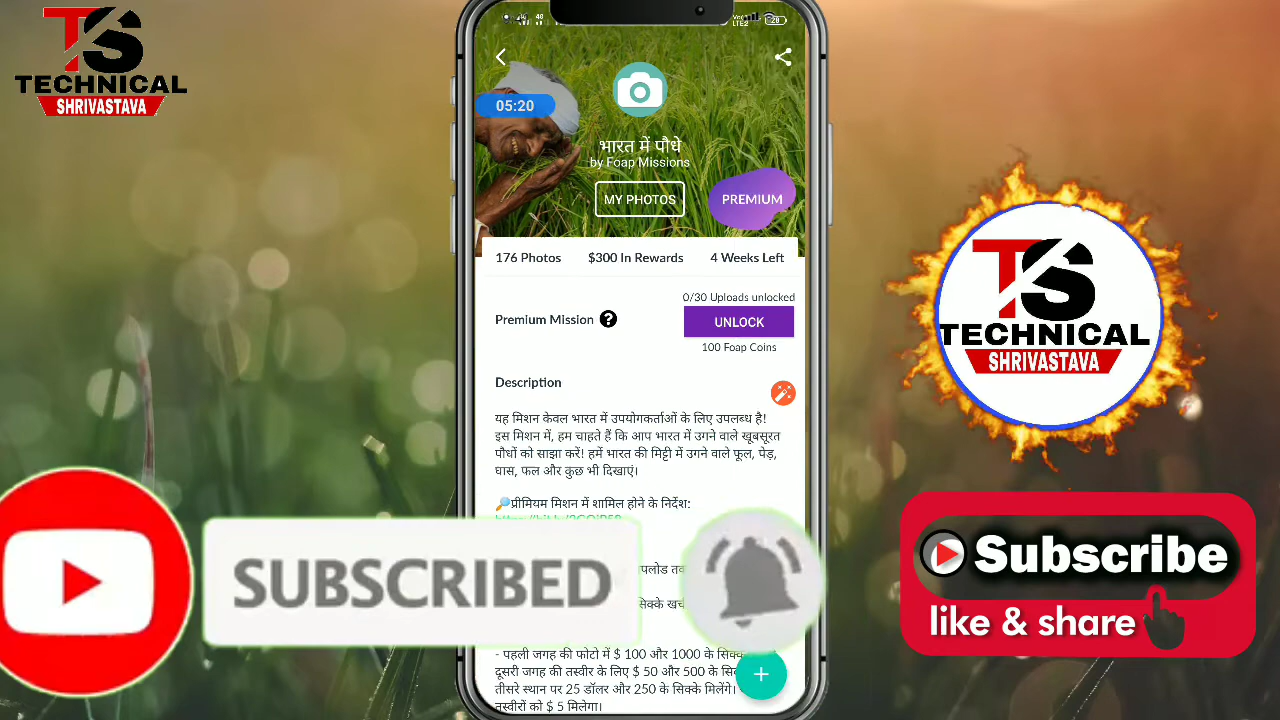 TS
TECHNICAL
SHRIVASTAVA
05:20
भारत में पौधे
by Foap Missions
MY PHOTOS
PREMIUM
176 Photos
$300 In Rewards
4 Weeks Left
0/30 Uploads unlocked
Premium Mission ?
UNLOCK
100 Foap Coins
Description
यह मिशन केवल भारत में उपयोगकर्ताओं के लिए उपलब्ध है!
इस मिशन में, हम चाहते हैं कि आप भारत में उगने वाले खूबसूरत
पौधों को साझा करें! हमें भारत की मिट्टी में उगने वाले फूल, पेड़,
घास, फल और कुछ भी दिखाएं।
🔎प्रीमियम मिशन में शामिल होने के निर्देश:
- पहली जगह की फोटो में $ 100 और 1000 के
दूसरी जगह की तस्वीर के लिए $ 50 और 500 के
तीसरे स्थान पर 25 डॉलर और 250 के सिक्के मिलेंगे।
तस्वीरों को $ 5 मिलेगा।
SUBSCRIBED
TS
TECHNICAL
SHRIVASTAVA
Subscribe
like & share